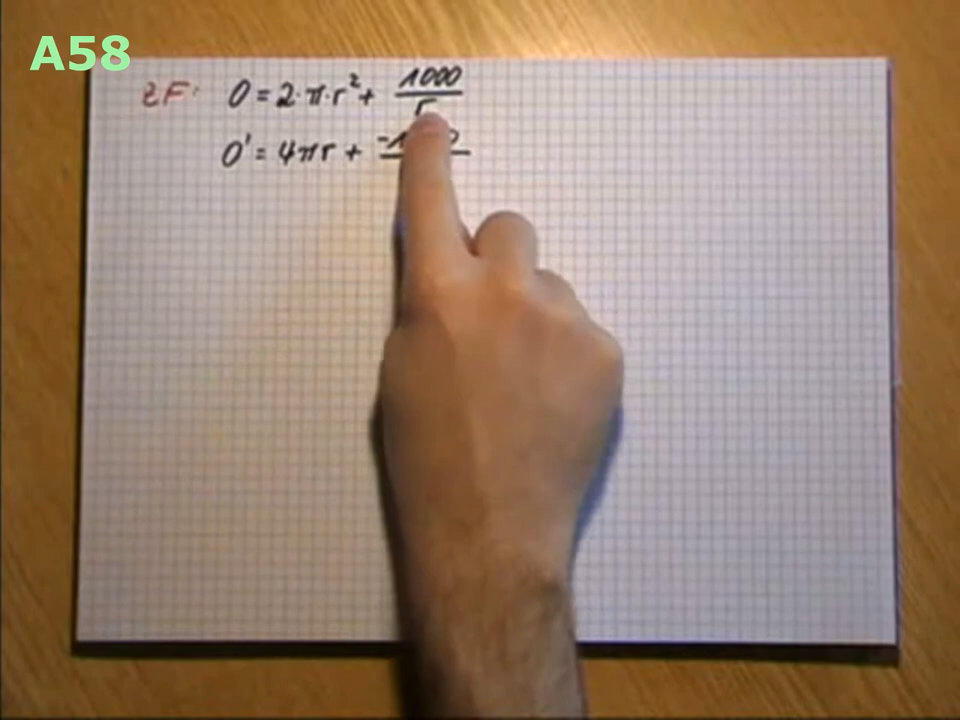 A58
ZF: O = 2·π·r² + 1000/r
O' = 4πr +